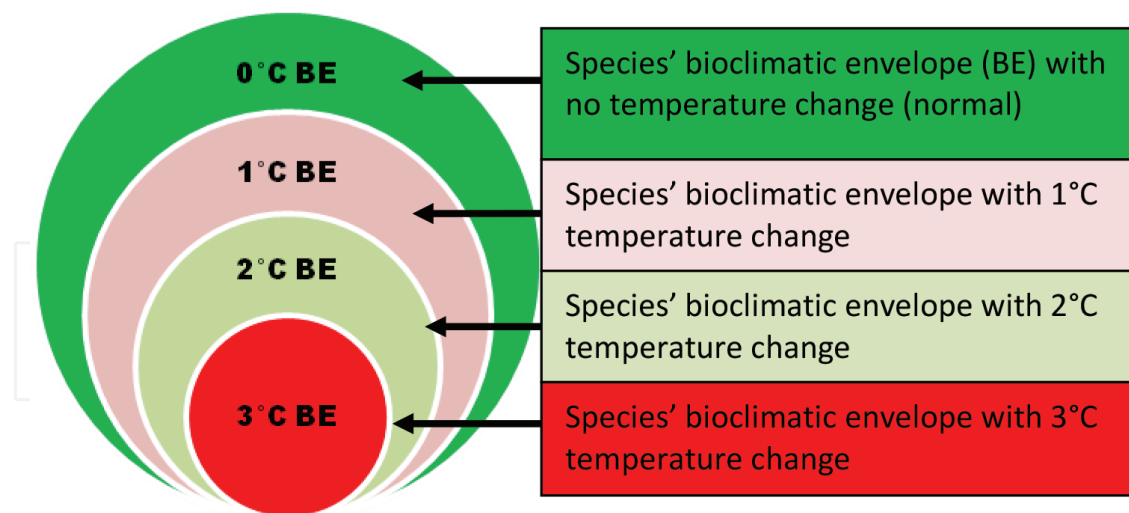 0°C BE
1°C BE
2°C BE
3°C BE
Species’ bioclimatic envelope (BE) with
no temperature change (normal)
Species’ bioclimatic envelope with 1°C
temperature change
Species’ bioclimatic envelope with 2°C
temperature change
Species’ bioclimatic envelope with 3°C
temperature change